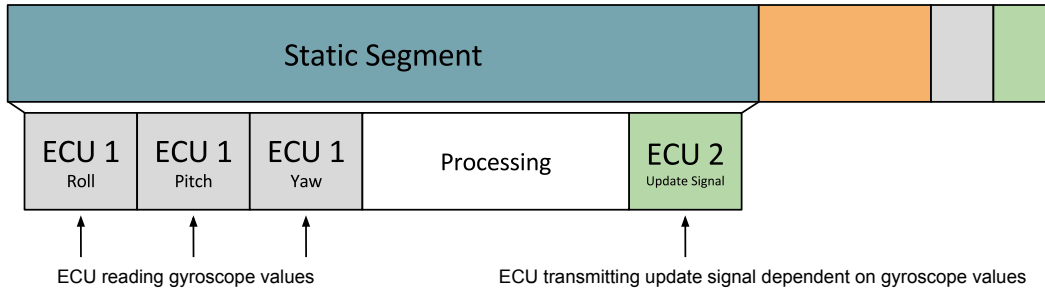 Static Segment
ECU 1
Roll
ECU 1
Pitch
ECU 1
Yaw
Processing
ECU 2
Update Signal
ECU reading gyroscope values
ECU transmitting update signal dependent on gyroscope values